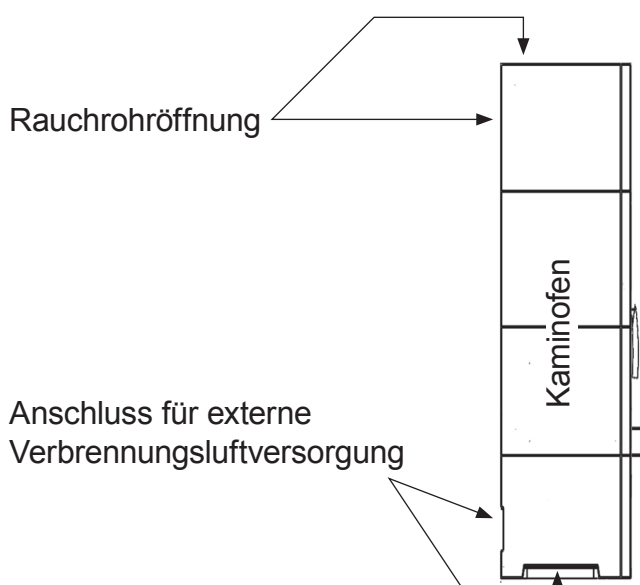 Rauchrohröffnung
Kaminofen
Anschluss für externe
Verbrennungsluftversorgung